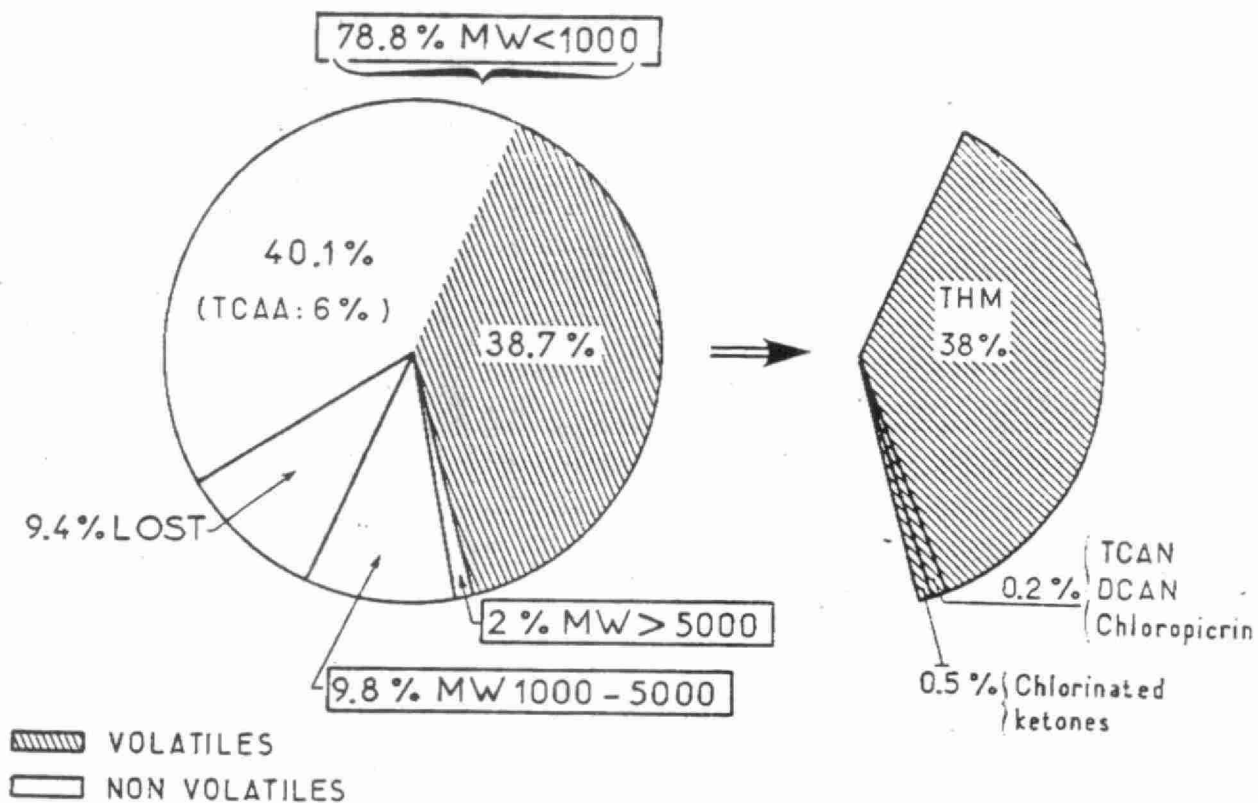 78.8% MW<1000
40.1%
(TCAA: 6%)
38.7%
9.4% LOST
2% MW > 5000
9.8% MW 1000 - 5000
VOLATILES
NON VOLATILES
THM
38%
0.2%
TCAN
DCAN
Chloropicrin
0.5% Chlorinated
ketones